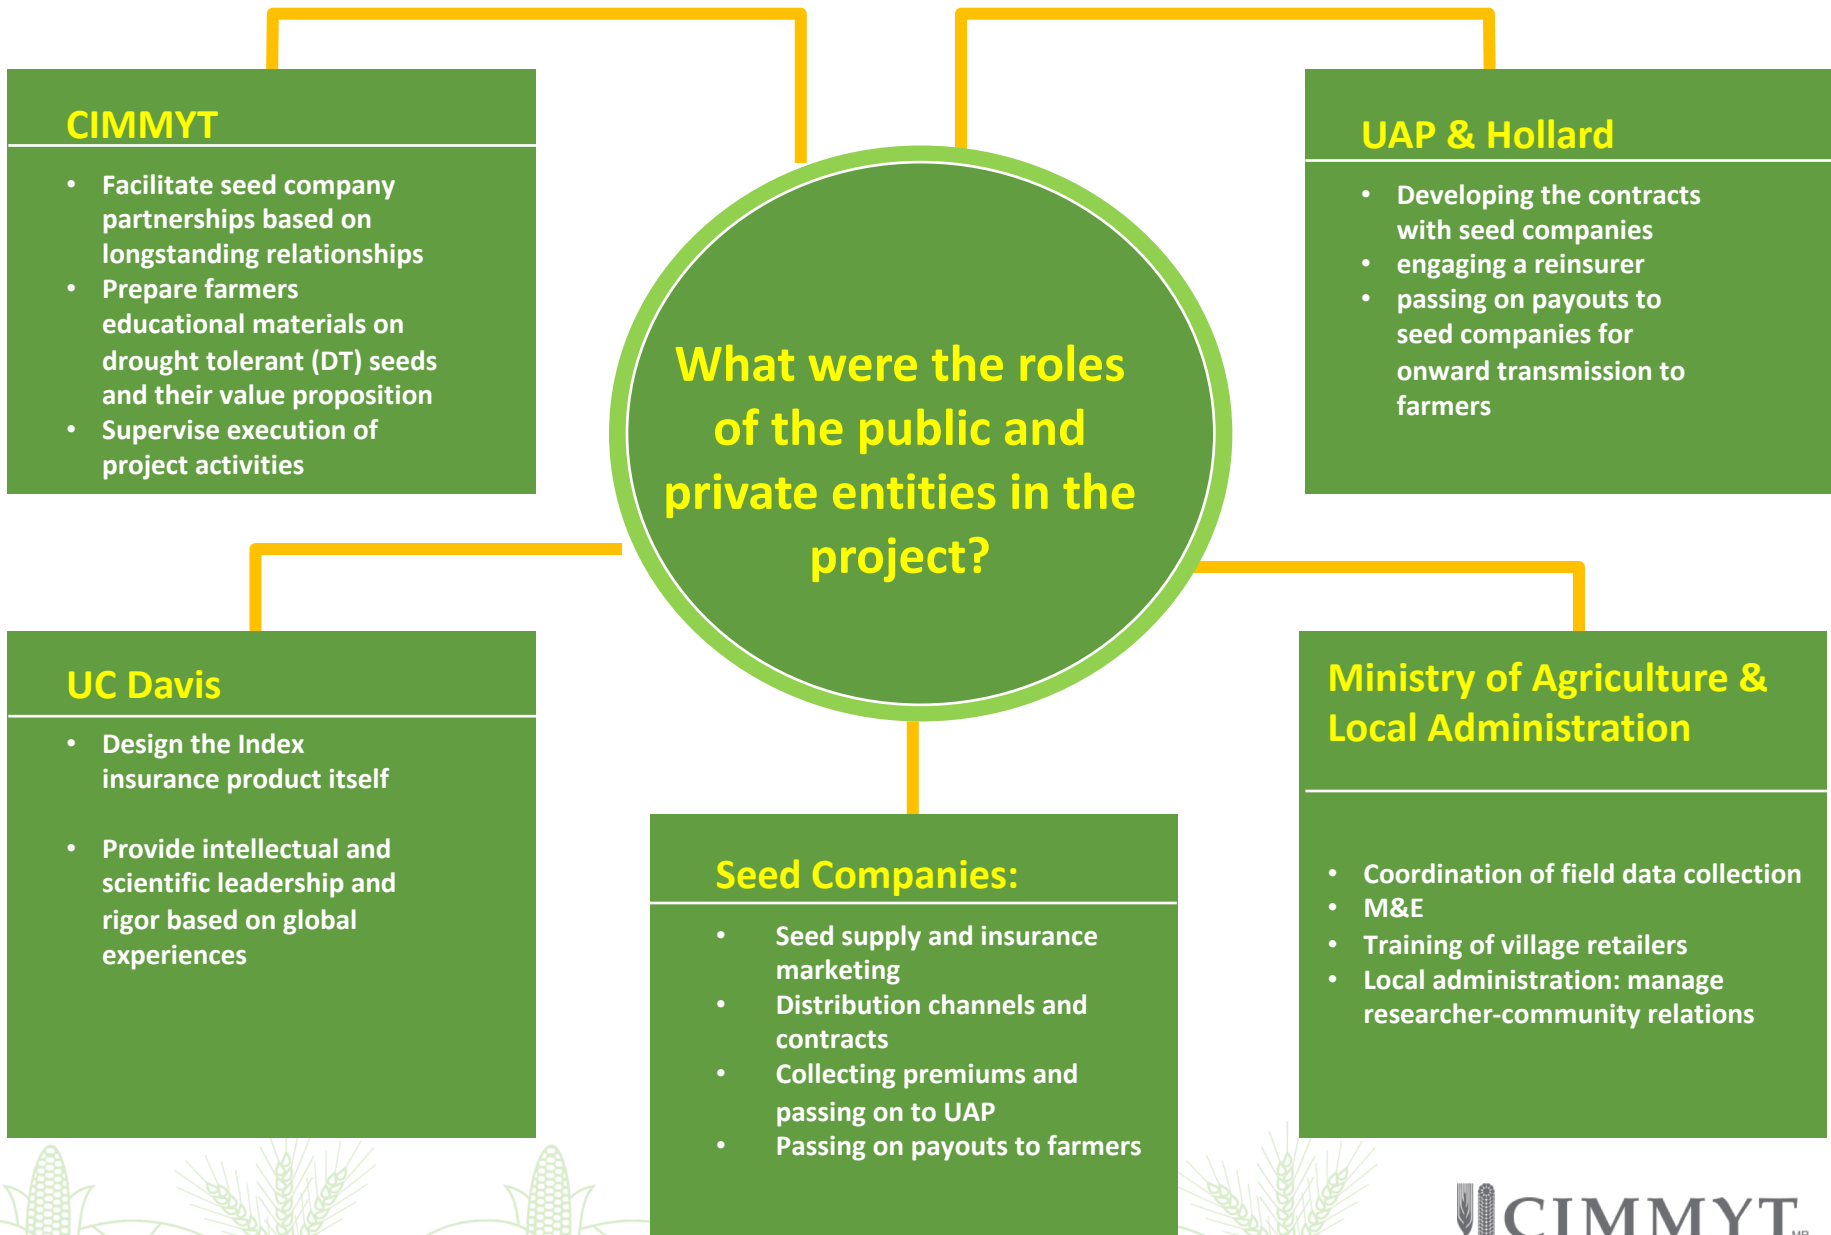 CIMMYT
• Facilitate seed company
partnerships based on
longstanding relationships
• Prepare farmers
educational materials on
drought tolerant (DT) seeds
and their value proposition
• Supervise execution of
project activities
UAP & Hollard
• Developing the contracts
with seed companies
• engaging a reinsurer
• passing on payouts to
seed companies for
onward transmission to
farmers
What were the roles
of the public and
private entities in the
project?
UC Davis
• Design the Index
insurance product itself
• Provide intellectual and
scientific leadership and
rigor based on global
experiences
Seed Companies:
• Seed supply and insurance
marketing
• Distribution channels and
contracts
• Collecting premiums and
passing on to UAP
• Passing on payouts to farmers
Ministry of Agriculture &
Local Administration
• Coordination of field data collection
• M&E
• Training of village retailers
• Local administration: manage
researcher-community relations
CIMMYT MR